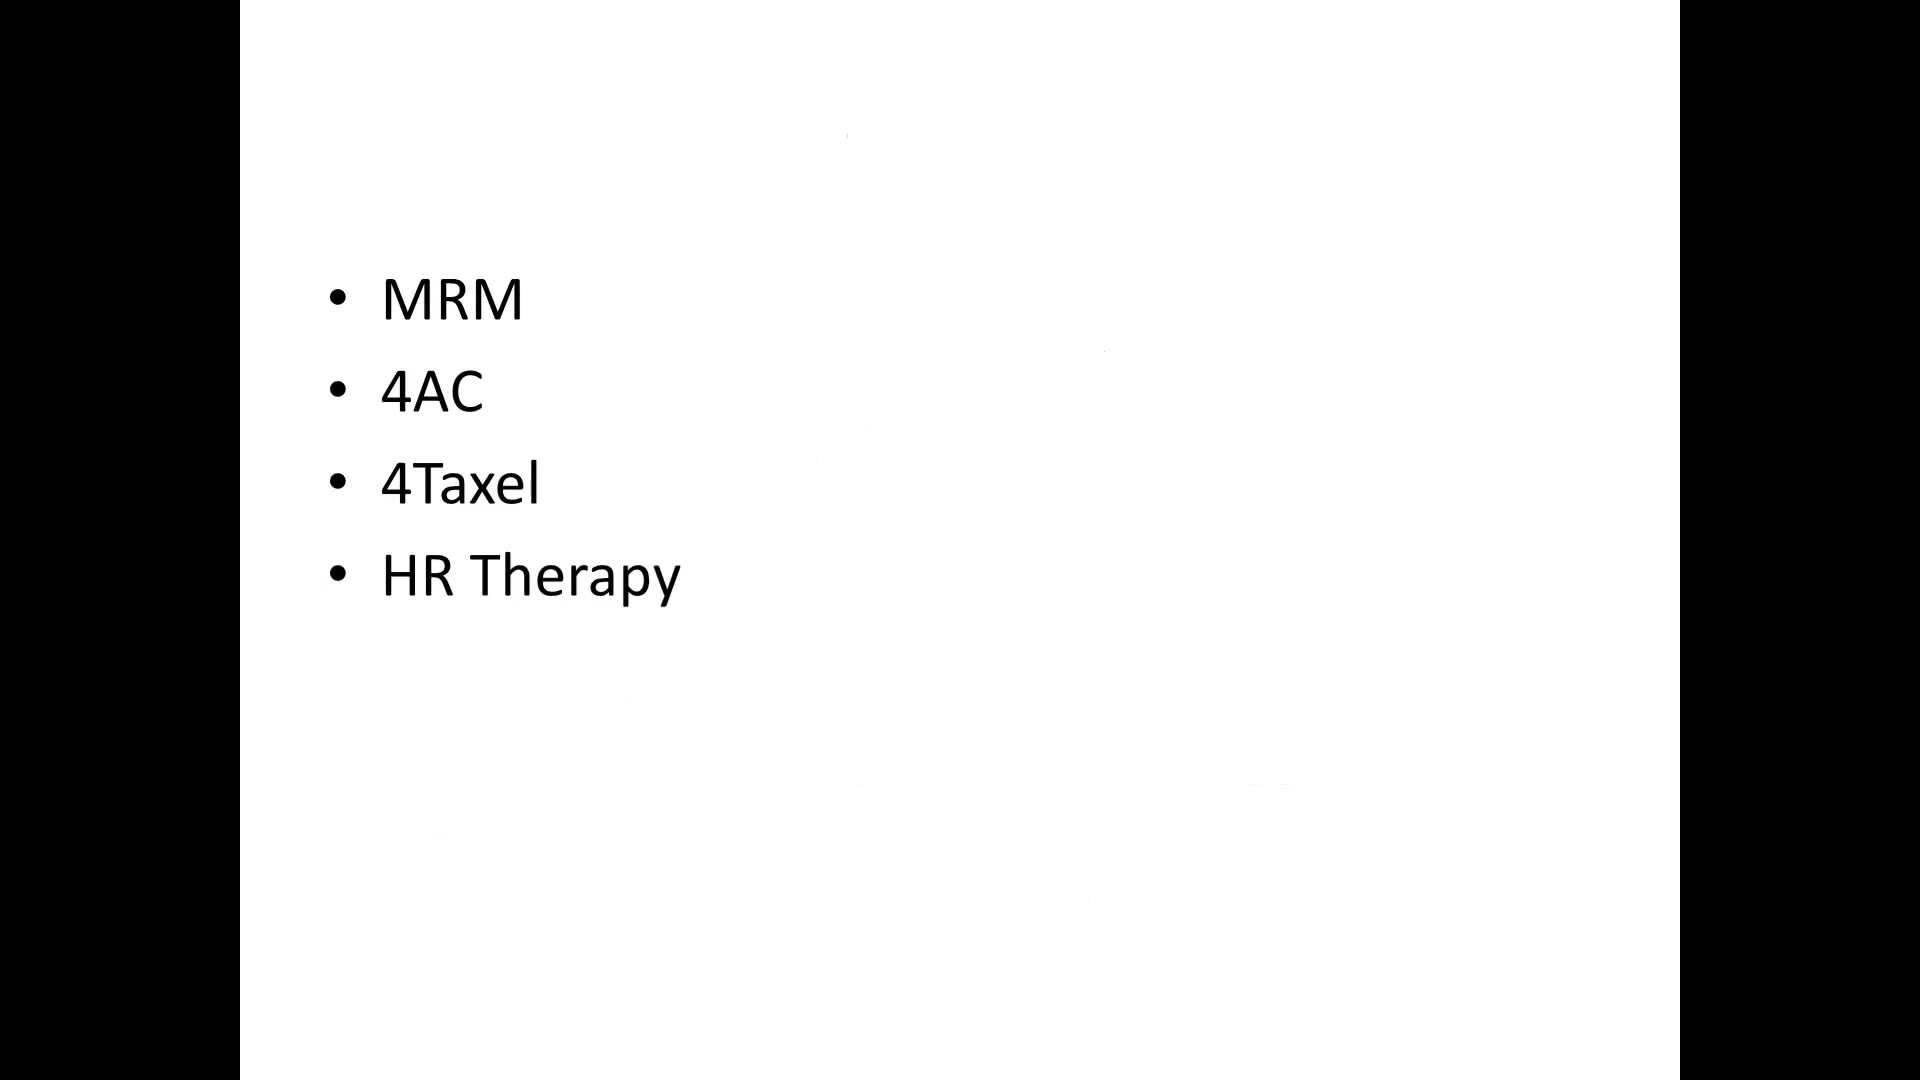 • MRM
• 4AC
• 4Taxel
• HR Therapy